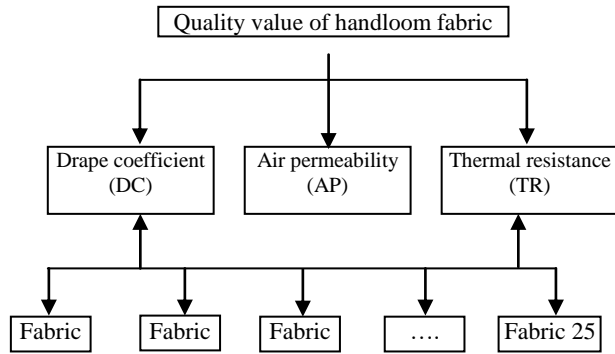 Quality value of handloom fabric
Drape coefficient
(DC)
Air permeability
(AP)
Thermal resistance
(TR)
Fabric
Fabric
Fabric
….
Fabric 25